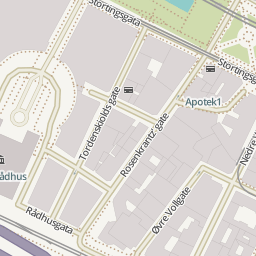 Stortingsgata
Stortingsgata
Apotek1
Tordenskiolds gate
Rosenkrantz' gate
Nedre
Øvre Vollgate
Rådhus
Rådhusgata